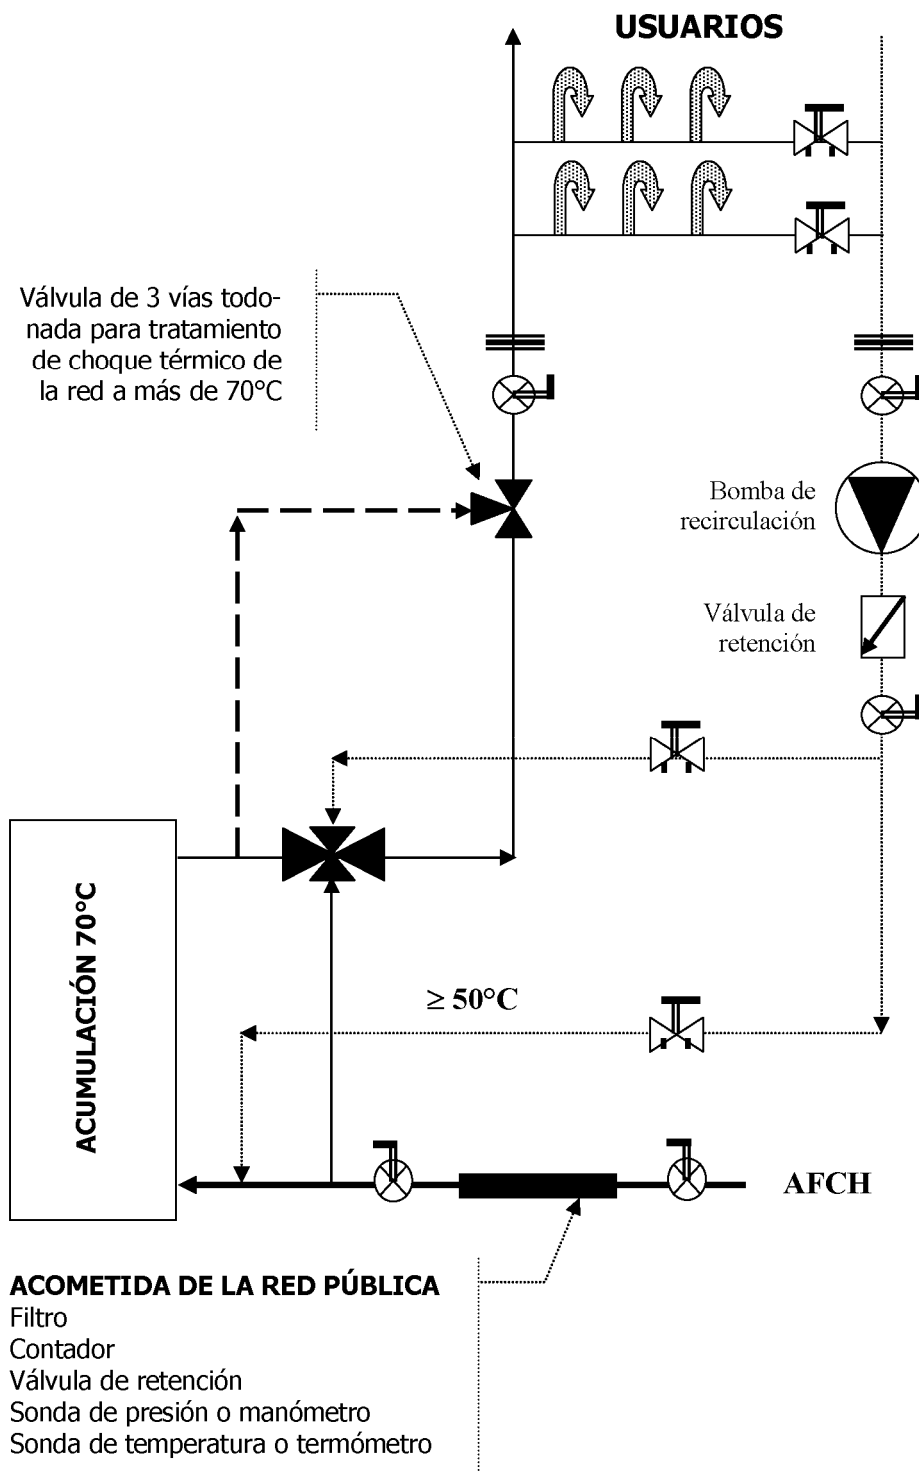 USUARIOS
Válvula de 3 vías todo-
nada para tratamiento
de choque térmico de
la red a más de 70°C
Bomba de
recirculación
Válvula de
retención
ACUMULACIÓN 70°C
≥ 50°C
AFCH
ACOMETIDA DE LA RED PÚBLICA
Filtro
Contador
Válvula de retención
Sonda de presión o manómetro
Sonda de temperatura o termómetro